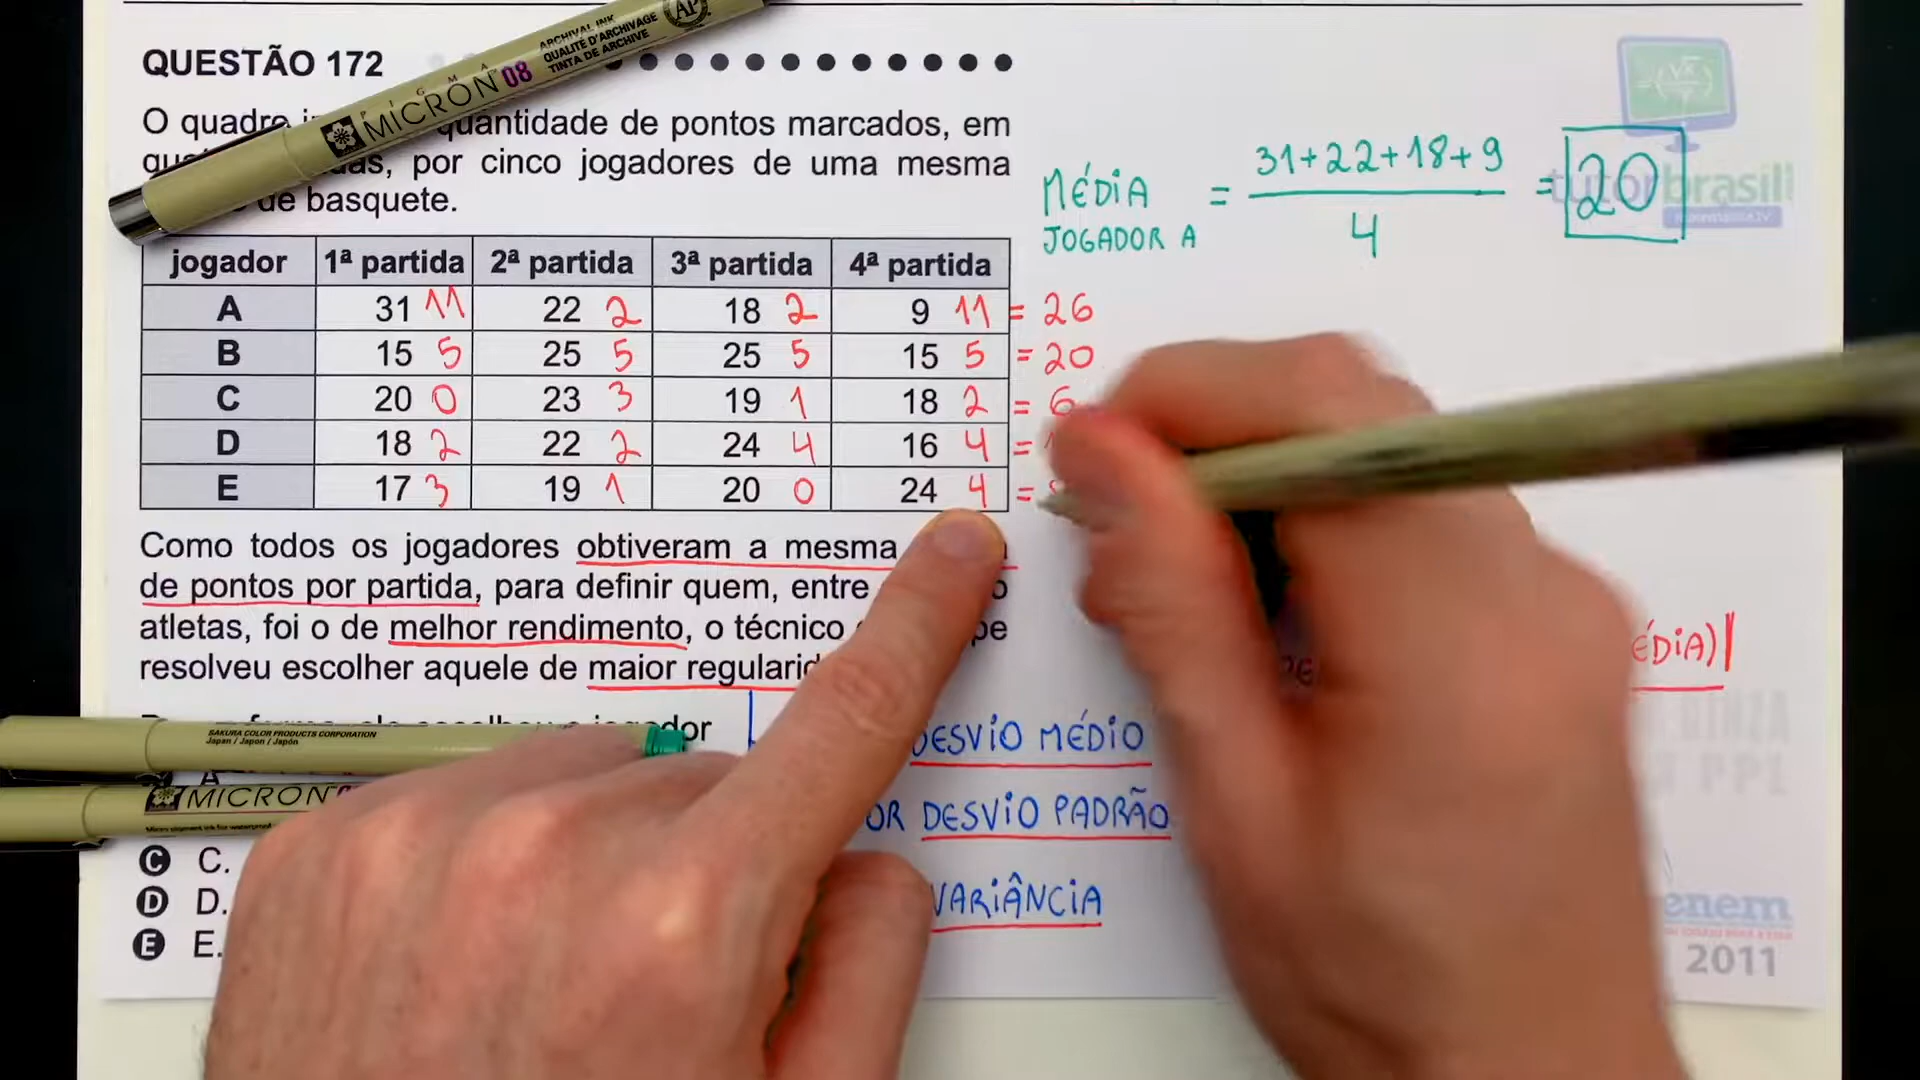 QUESTÃO 172
O quadro quantidade de pontos marcados, em
por cinco jogadores de uma mesma
de basquete.
jogador 1ª partida 2ª partida 3ª partida 4ª partida
A 31 11 22 2 18 2 9 11 = 26
B 15 5 25 5 25 5 15 5 = 20
C 20 0 23 3 19 1 18 2 = 6
D 18 2 22 2 24 4 16 4 =
E 17 3 19 1 20 0 24 4 =
Como todos os jogadores obtiveram a mesma
de pontos por partida, para definir quem, entre
atletas, foi o de melhor rendimento, o técnico
resolveu escolher aquele de maior
A
C C.
D D.
E E.
MICRON 08
ARCHIVAL INK
QUALITÉ D'ARCHIVAGE
TINTA DE ARCHIVE
AP
SAKURA COLOR PRODUCTS CORPORATION
Japan / Japon / Japón
MICRON
MÉDIA JOGADOR A = 31+22+18+9 / 4 = 20
tutorbrasil
DESVIO MÉDIO
DESVIO PADRÃO
VARIÂNCIA
enem
2011